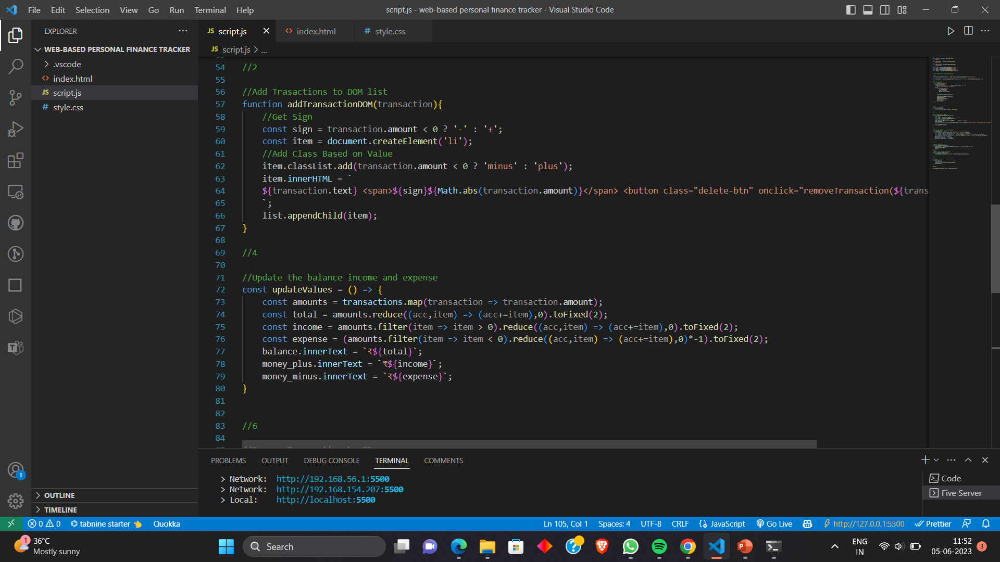 File Edit Selection View Go Run Terminal Help
script.js - web-based personal finance tracker - Visual Studio Code
EXPLORER
WEB-BASED PERSONAL FINANCE TRACKER
.vscode
<> index.html
JS script.js
# style.css
OUTLINE
TIMELINE
JS script.js
<> index.html
# style.css
JS script.js > ...
54 //2
55
56 //Add Trasactions to DOM list
57 function addTransactionDOM(transaction){
58 //Get Sign
59 const sign = transaction.amount < 0 ? '-' : '+';
60 const item = document.createElement('li');
61 //Add Class Based on Value
62 item.classList.add(transaction.amount < 0 ? 'minus' : 'plus');
63 item.innerHTML = `
64 ${transaction.text} <span>${sign}${Math.abs(transaction.amount)}</span> <button class="delete-btn" onclick="removeTransaction(${trans
65 `;
66 list.appendChild(item);
67 }
68
69 //4
70
71 //Update the balance income and expense
72 const updateValues = () => {
73 const amounts = transactions.map(transaction => transaction.amount);
74 const total = amounts.reduce((acc,item) => (acc+=item),0).toFixed(2);
75 const income = amounts.filter(item => item > 0).reduce((acc,item) => (acc+=item),0).toFixed(2);
76 const expense = (amounts.filter(item => item < 0).reduce((acc,item) => (acc+=item),0)*-1).toFixed(2);
77 balance.innerText = `₹${total}`;
78 money_plus.innerText = `₹${income}`;
79 money_minus.innerText = `₹${expense}`;
80 }
81
82
83 //6
84
PROBLEMS OUTPUT DEBUG CONSOLE TERMINAL COMMENTS
> Network: http://192.168.56.1:5500
> Network: http://192.168.154.207:5500
> Local: http://localhost:5500
Code
Five Server
1
0 0 tabnine starter Quokka
Ln 105, Col 1 Spaces: 4 UTF-8 CRLF JavaScript Go Live http://127.0.0.1:5500 Prettier
1
36°C
Mostly sunny
Search
ENG
IN
11:52
05-06-2023
3